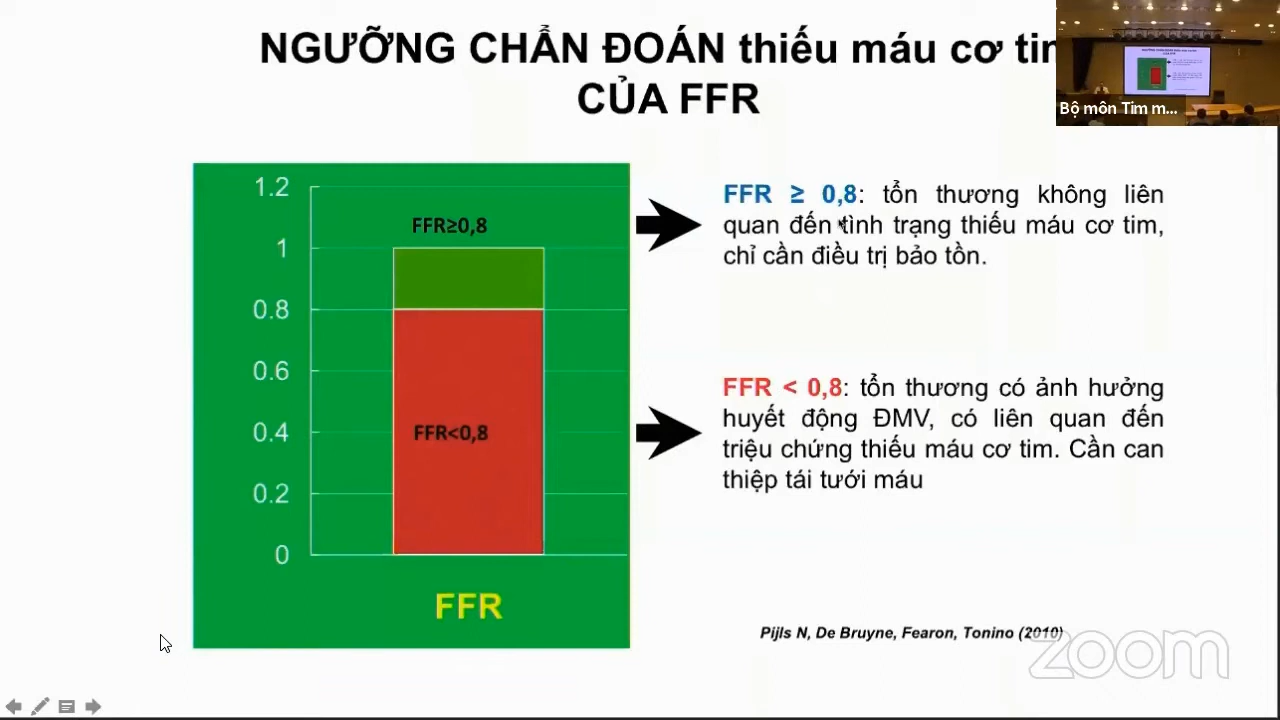 NGƯỠNG CHẨN ĐOÁN thiếu máu cơ tim
CỦA FFR
Bộ môn Tim m...
1.2
1
0.8
0.6
0.4
0.2
0
FFR≥0,8
FFR<0,8
FFR
FFR ≥ 0,8: tổn thương không liên
quan đến tình trạng thiếu máu cơ tim,
chỉ cần điều trị bảo tồn.
FFR < 0,8: tổn thương có ảnh hưởng
huyết động ĐMV, có liên quan đến
triệu chứng thiếu máu cơ tim. Cần can
thiệp tái tưới máu
Pijls N, De Bruyne, Fearon, Tonino (2010)
zoom